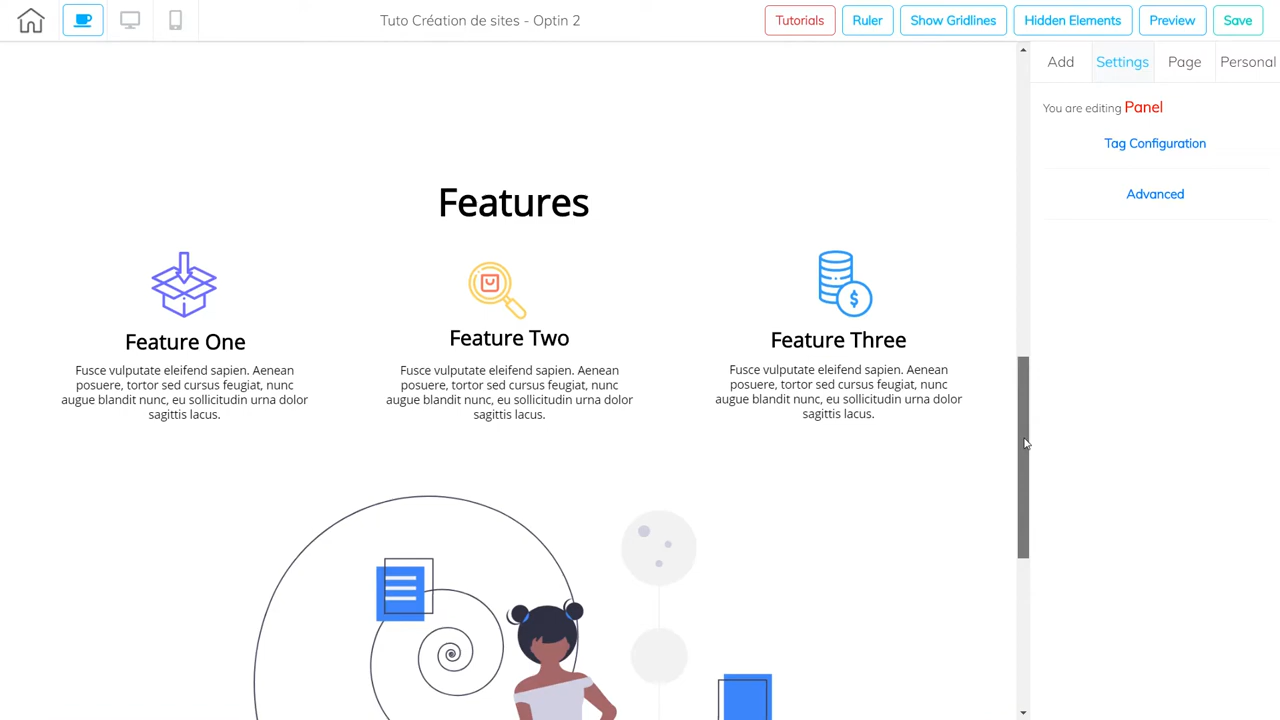 Tuto Création de sites - Optin 2
Tutorials
Ruler
Show Gridlines
Hidden Elements
Preview
Save
Add
Settings
Page
Personal
You are editing Panel
Tag Configuration
Advanced
Features
Feature One
Fusce vulputate eleifend sapien. Aenean
posuere, tortor sed cursus feugiat, nunc
augue blandit nunc, eu sollicitudin urna dolor
sagittis lacus.
Feature Two
Fusce vulputate eleifend sapien. Aenean
posuere, tortor sed cursus feugiat, nunc
augue blandit nunc, eu sollicitudin urna dolor
sagittis lacus.
Feature Three
Fusce vulputate eleifend sapien. Aenean
posuere, tortor sed cursus feugiat, nunc
augue blandit nunc, eu sollicitudin urna dolor
sagittis lacus.
$